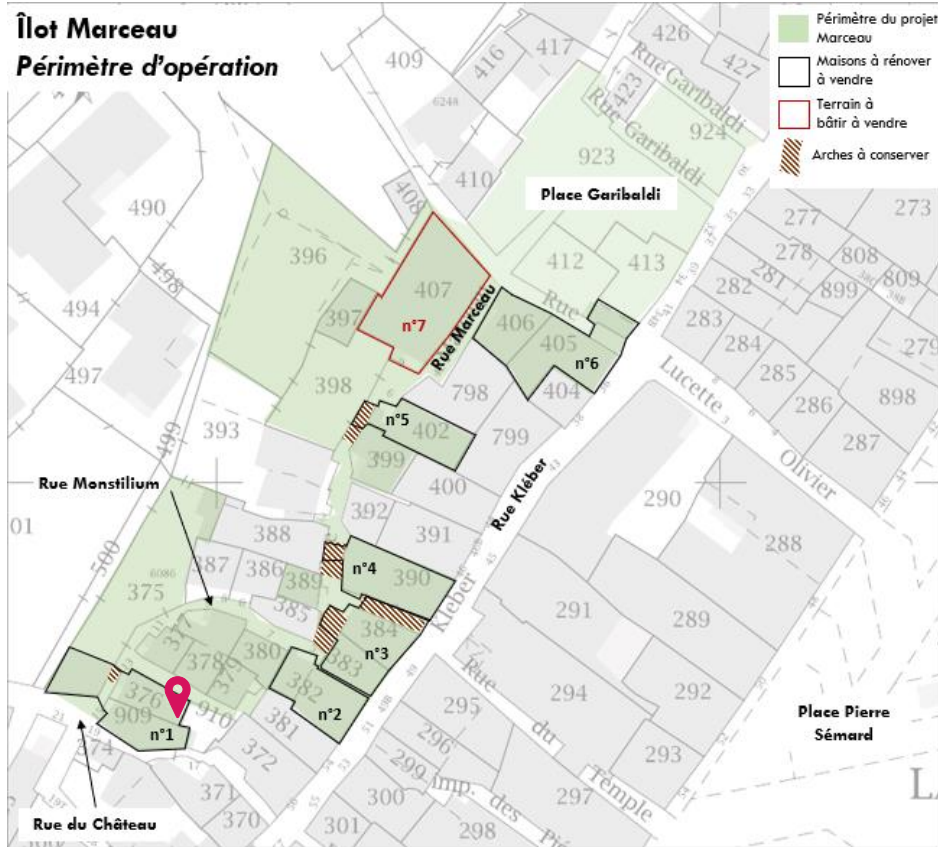 Îlot Marceau
Périmètre d'opération
Périmètre du projet
Marceau
Maisons à rénover
à vendre
Terrain à
bâtir à vendre
Arches à conserver
409
416
417
426
427
423
Rue Garibaldi
Rue Garibaldi
924
923
6248
410
408
Place Garibaldi
490
396
498
494
497
397
407
n°7
Rue Marceau
412
413
Rue
406
405
n°6
404
277
273
278
808
809
281
899
282
283
284
279
285
286
898
287
Lucette
Olivier
398
798
799
n°5
402
399
400
393
499
Rue Monstilium
392
391
388
387
386
389
385
n°4
390
Rue Kléber
Kléber
290
288
291
289
500
01
375
6086
377
378
379
380
384
383
n°3
382
n°2
381
376
909
n°1
910
372
374
371
370
Rue du Château
294
292
293
295
296
299
300
301
297
298
Rue
du
Temple
imp. des
Place Pierre
Sémard